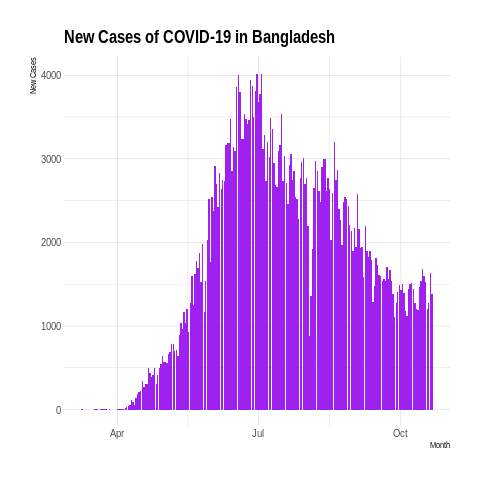 New Cases of COVID-19 in Bangladesh
New Cases
4000
3000
2000
1000
0
Apr
Jul
Oct
Month